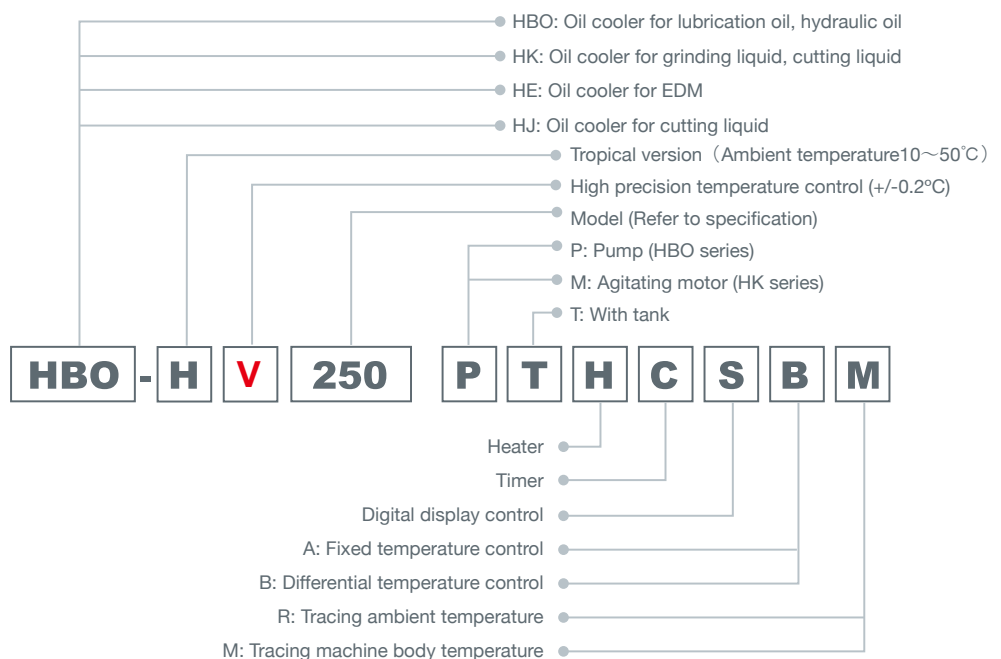 HBO: Oil cooler for lubrication oil, hydraulic oil
HK: Oil cooler for grinding liquid, cutting liquid
HE: Oil cooler for EDM
HJ: Oil cooler for cutting liquid
Tropical version（Ambient temperature10～50℃）
High precision temperature control (+/-0.2ºC)
Model (Refer to specification)
P: Pump (HBO series)
M: Agitating motor (HK series)
T: With tank
HBO - H V 250 P T H C S B M
Heater
Timer
Digital display control
A: Fixed temperature control
B: Differential temperature control
R: Tracing ambient temperature
M: Tracing machine body temperature